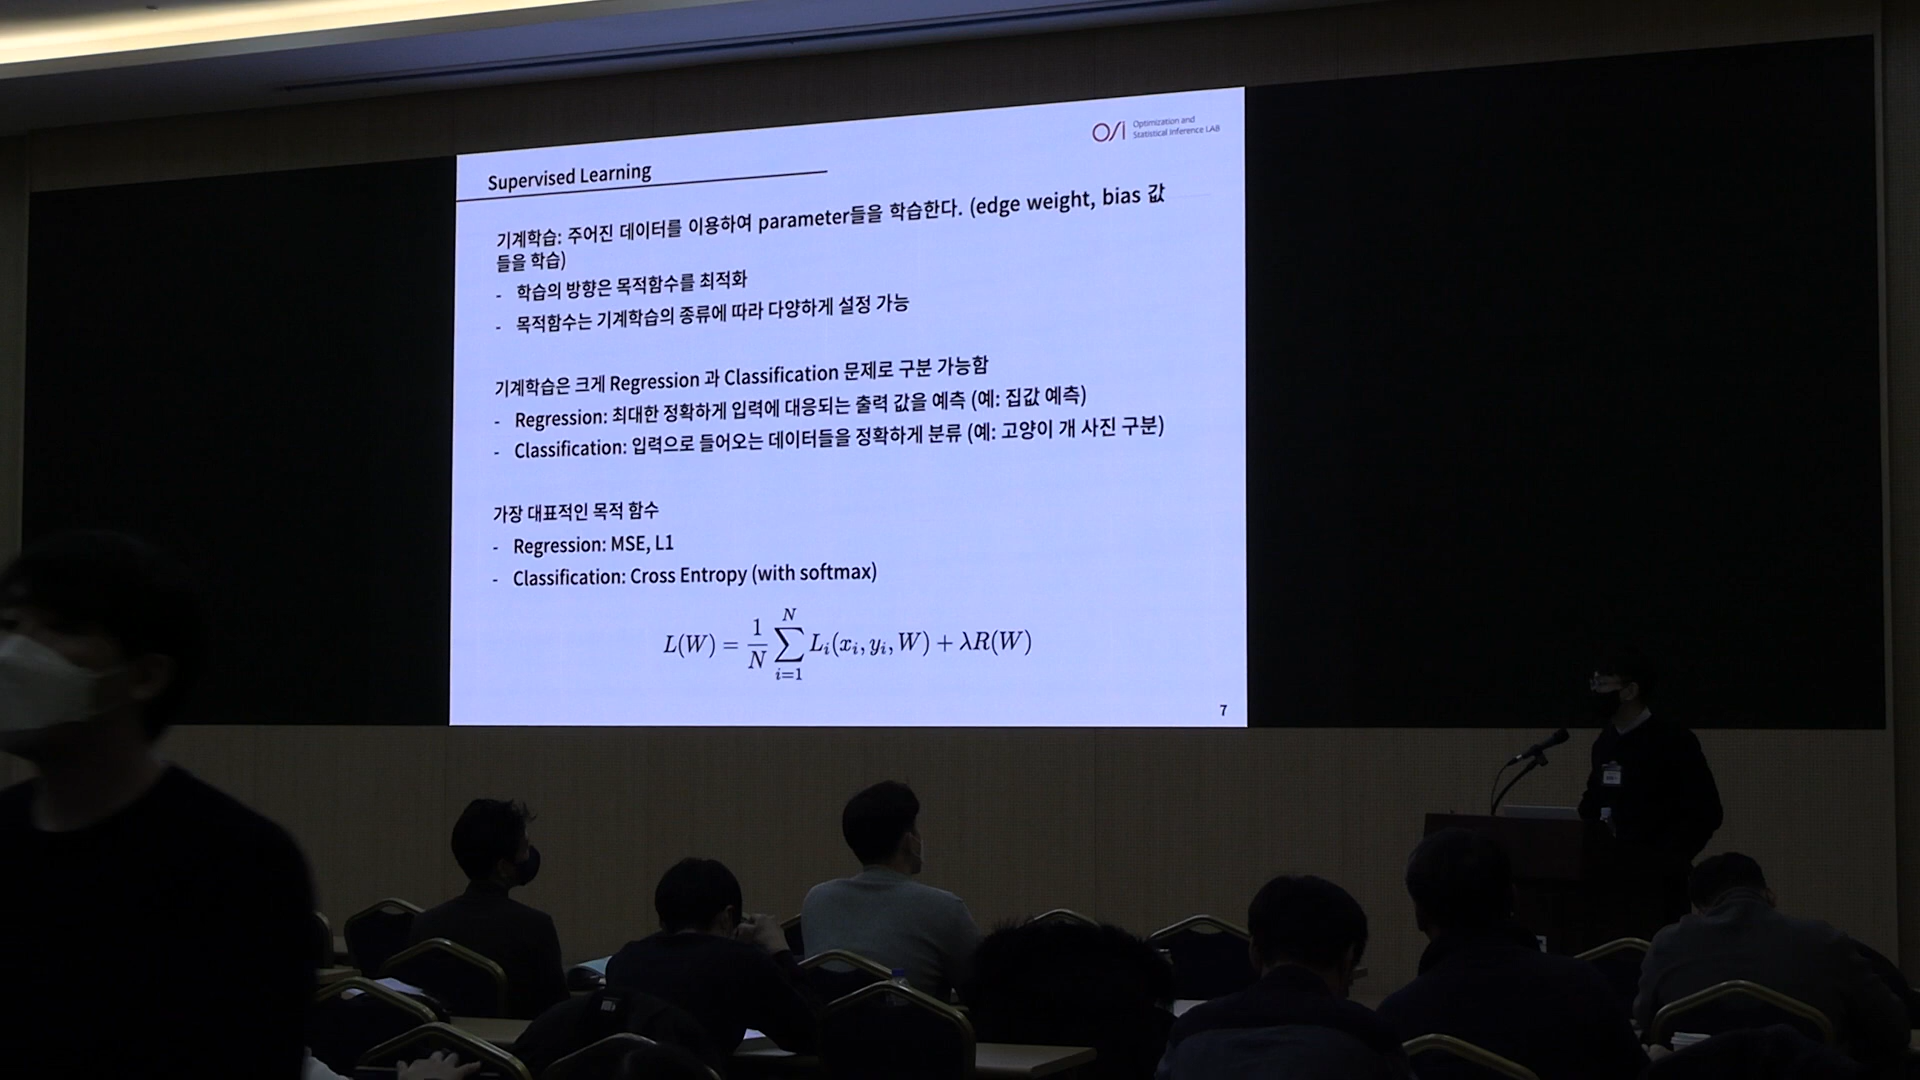 OSi Optimization and
Statistical Inference LAB
Supervised Learning
기계학습: 주어진 데이터를 이용하여 parameter들을 학습한다. (edge weight, bias 값
들을 학습)
- 학습의 방향은 목적함수를 최적화
- 목적함수는 기계학습의 종류에 따라 다양하게 설정 가능
기계학습은 크게 Regression 과 Classification 문제로 구분 가능함
- Regression: 최대한 정확하게 입력에 대응되는 출력 값을 예측 (예: 집값 예측)
- Classification: 입력으로 들어오는 데이터들을 정확하게 분류 (예: 고양이 개 사진 구분)
가장 대표적인 목적 함수
- Regression: MSE, L1
- Classification: Cross Entropy (with softmax)
L(W) = \frac{1}{N} \sum_{i=1}^{N} L_i(x_i, y_i, W) + λR(W)
7